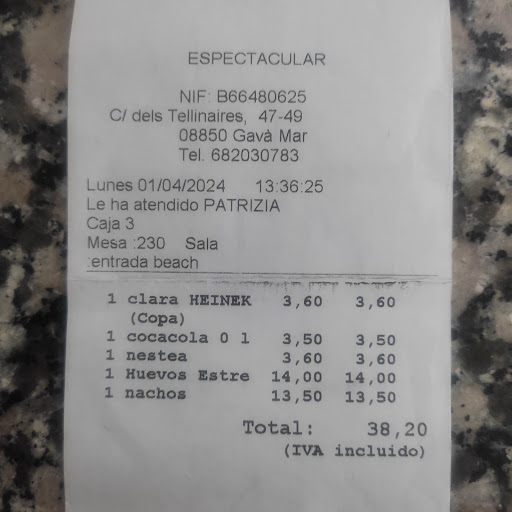 ESPECTACULAR
NIF: B66480625
C/ dels Tellinaires, 47-49
08850 Gavà Mar
Tel. 682030783
Lunes 01/04/2024 13:36:25
Le ha atendido PATRIZIA
Caja 3
Mesa :230 Sala
:entrada beach
1 clara HEINEK 3,60 3,60
(Copa)
1 cocacola 0 l 3,50 3,50
1 nestea 3,60 3,60
1 Huevos Estre 14,00 14,00
1 nachos 13,50 13,50
Total: 38,20
(IVA incluido)